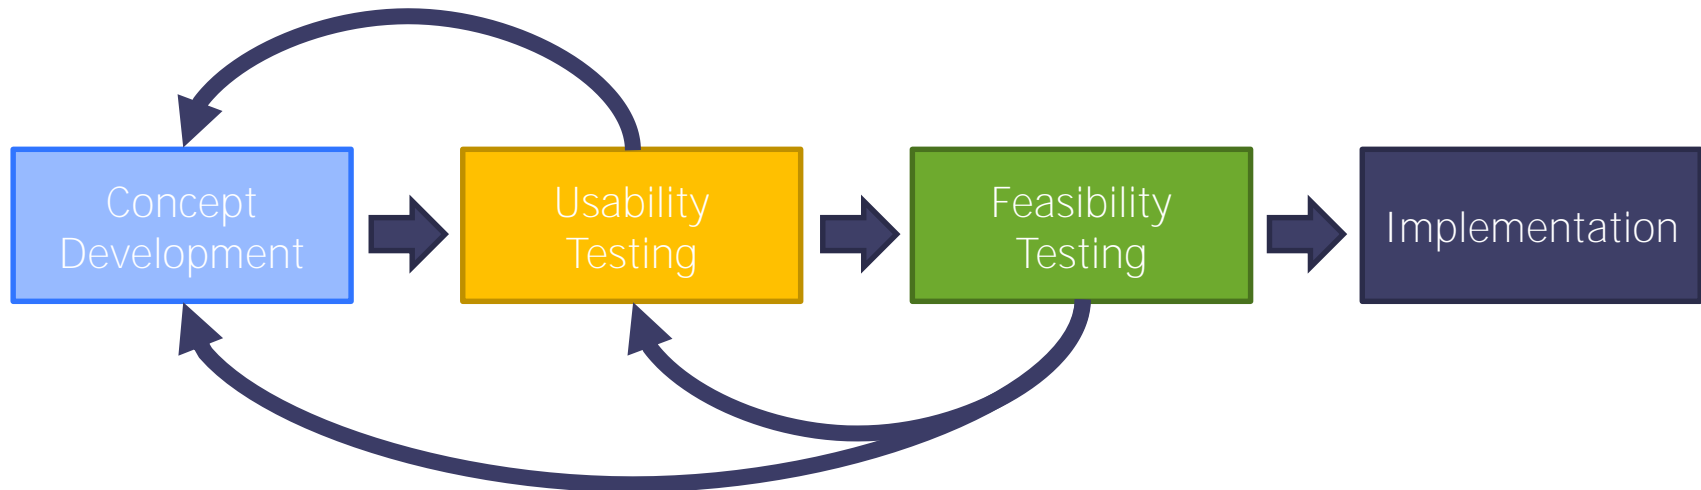 Concept
Development
Usability
Testing
Feasibility
Testing
Implementation